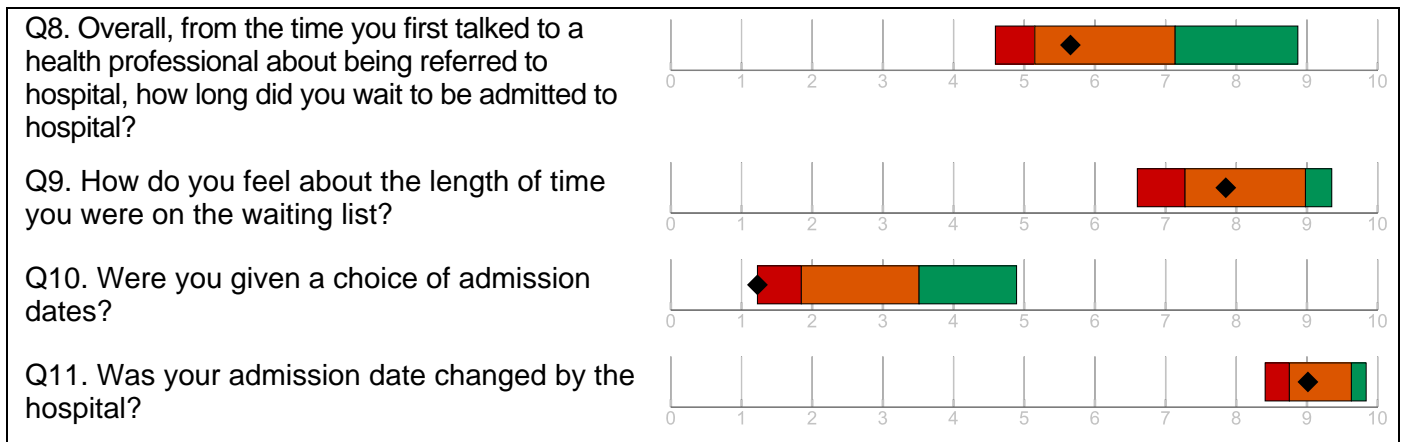 Q8. Overall, from the time you first talked to a
health professional about being referred to
hospital, how long did you wait to be admitted to
hospital?
0 1 2 3 4 5 6 7 8 9 10
Q9. How do you feel about the length of time
you were on the waiting list?
0 1 2 3 4 5 6 7 8 9 10
Q10. Were you given a choice of admission
dates?
0 1 2 3 4 5 6 7 8 9 10
Q11. Was your admission date changed by the
hospital?
0 1 2 3 4 5 6 7 8 9 10